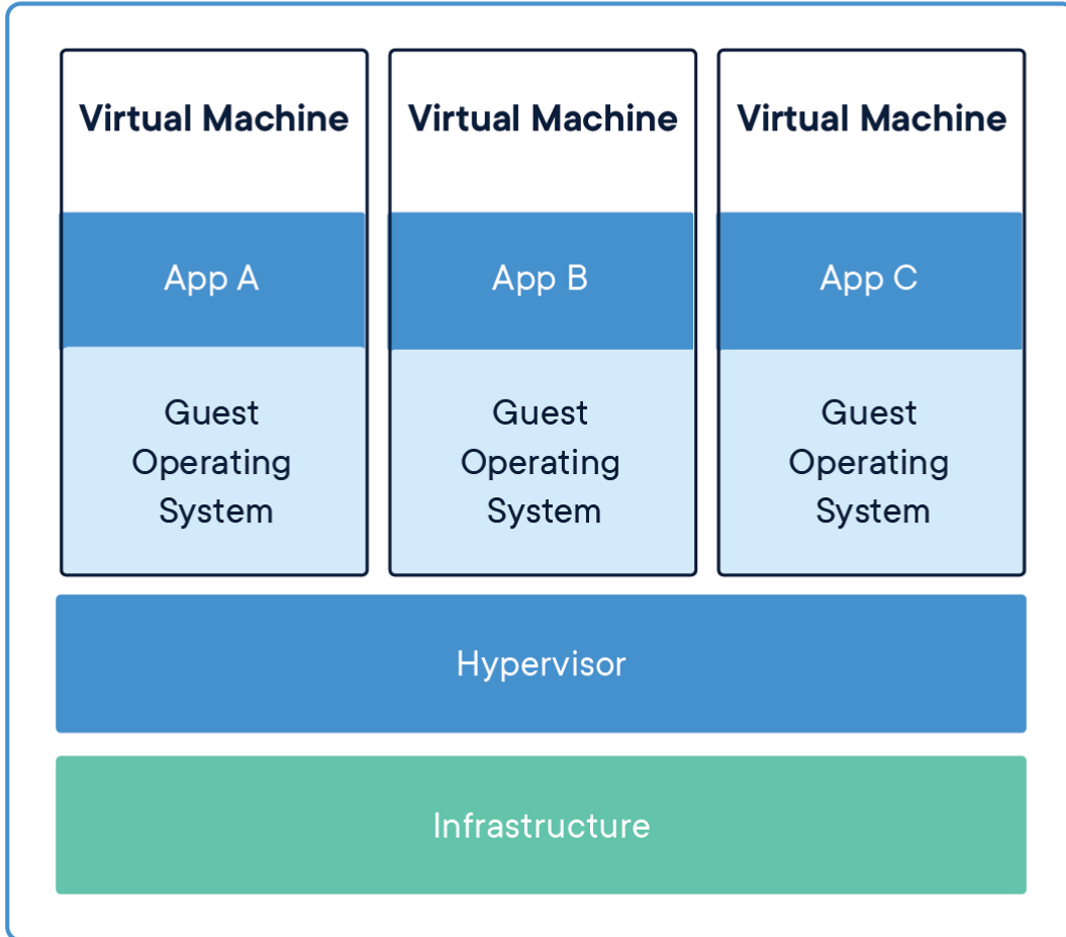 Virtual Machine
Virtual Machine
Virtual Machine
App A
App B
App C
Guest
Operating
System
Guest
Operating
System
Guest
Operating
System
Hypervisor
Infrastructure